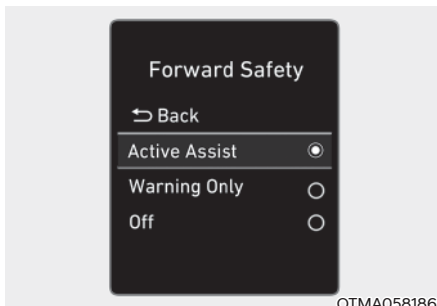 Forward Safety
Back
Active Assist
Warning Only
Off
OTMA058186